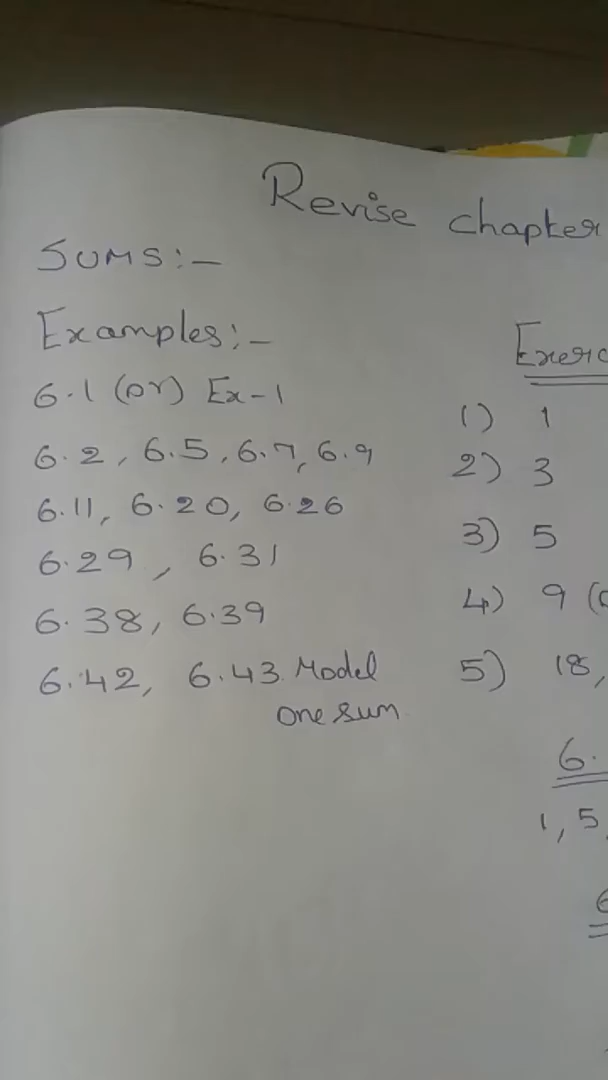 Revise chapter
SUMS:-
Examples:-
6.1 (or) Ex-1
6.2, 6.5, 6.7, 6.9
6.11, 6.20, 6.26
6.29, 6.31
6.38, 6.39
6.42, 6.43. Model
one sum.
1) 1
2) 3
3) 5
4) 9
5) 18,
6.
1, 5,